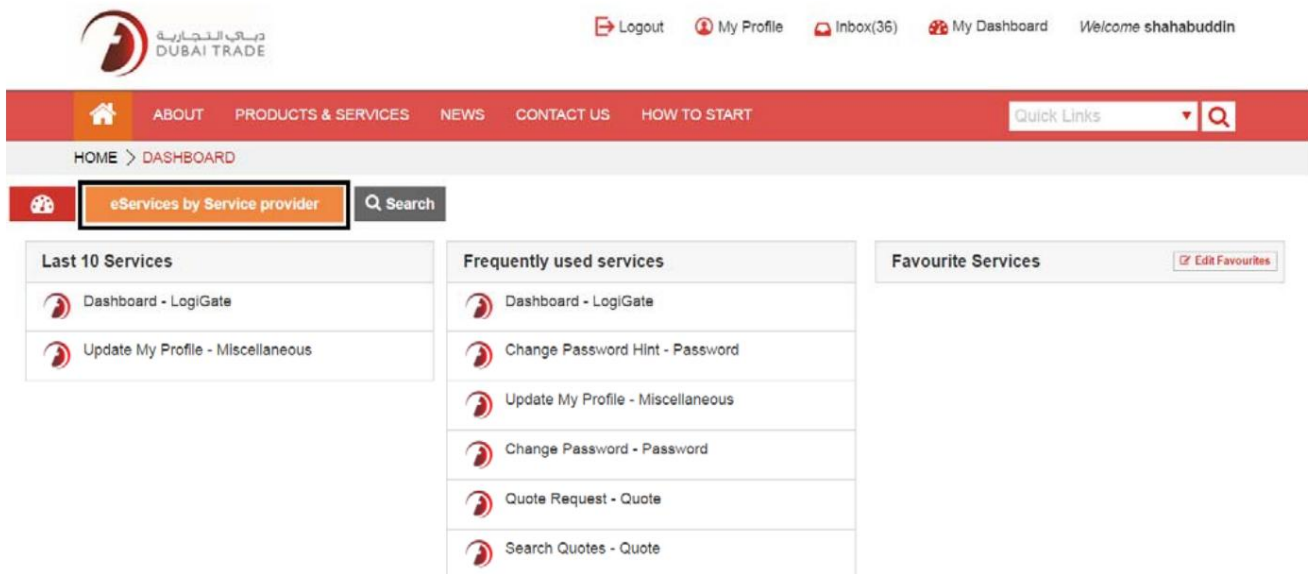 دبي التجارية
DUBAI TRADE
Logout My Profile Inbox(36) My Dashboard Welcome shahabuddin
ABOUT PRODUCTS & SERVICES NEWS CONTACT US HOW TO START Quick Links
HOME > DASHBOARD
eServices by Service provider Search
Last 10 Services
Dashboard - LogiGate
Update My Profile - Miscellaneous
Frequently used services
Dashboard - LogiGate
Change Password Hint - Password
Update My Profile - Miscellaneous
Change Password - Password
Quote Request - Quote
Search Quotes - Quote
Favourite Services Edit Favourites